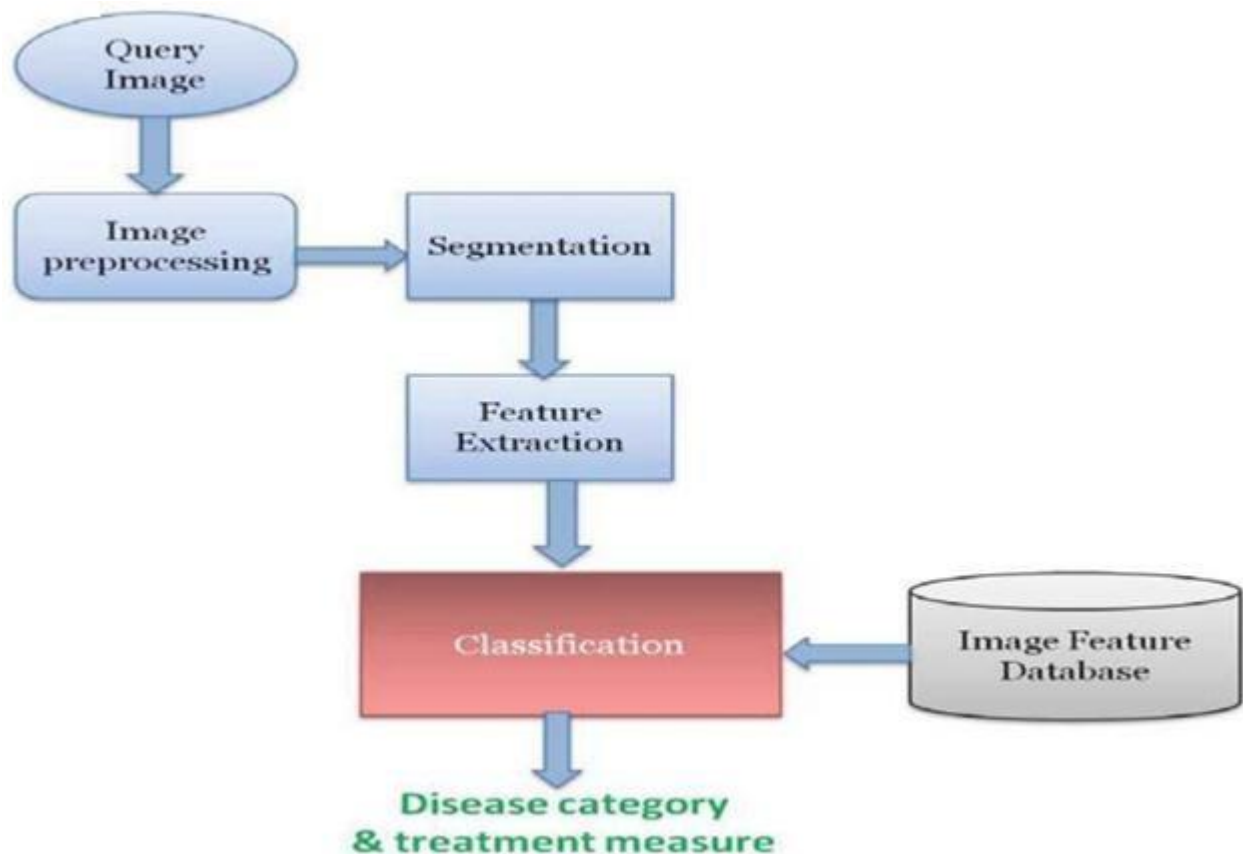 Query
Image
Image
preprocessing
Segmentation
Feature
Extraction
Classification
Image Feature
Database
Disease category
& treatment measure